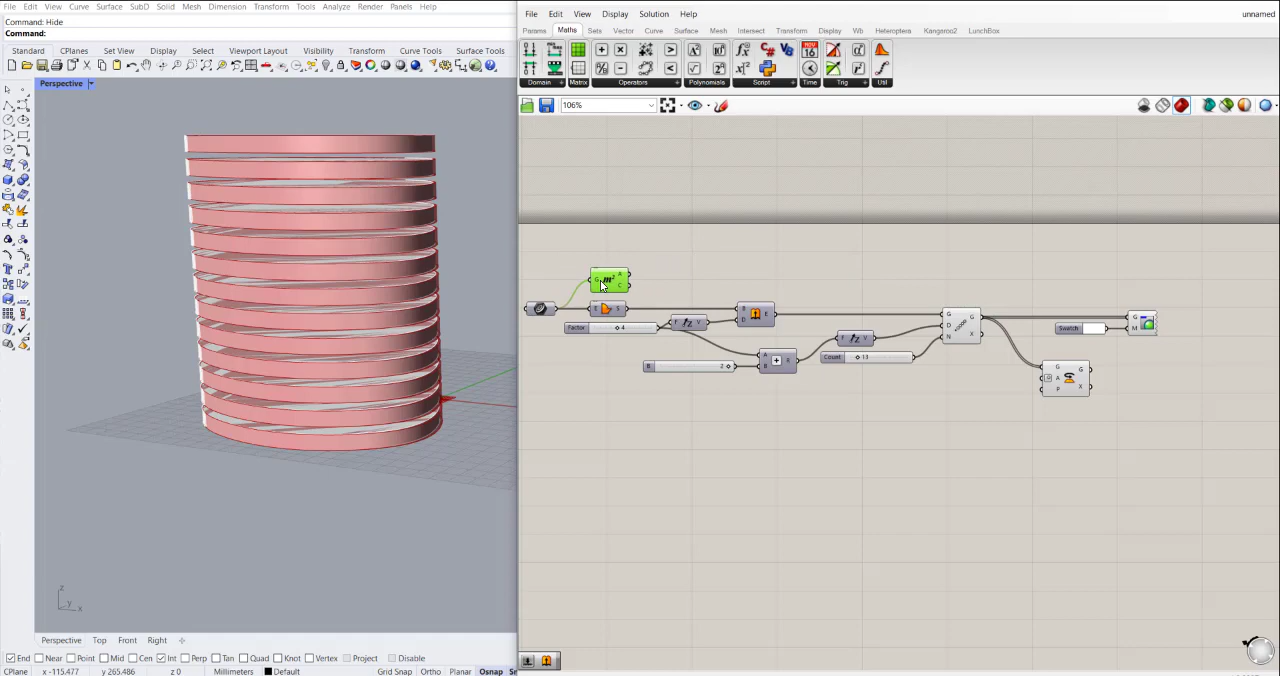 File Edit View Curve Surface SubD Solid Mesh Dimension Transform Tools Analyze Render Panels Help
Command: Hide
Command:
Standard CPlanes Set View Display Select Viewport Layout Visibility Transform Curve Tools Surface Tools
Perspective
z
y x
Perspective Top Front Right
End Near Point Mid Cen Int Perp Tan Quad Knot Vertex Project Disable
CPlane x -115.477 y 265.486 z 0 Millimeters Default Grid Snap Ortho Planar Osnap
File Edit View Display Solution Help unnamed
Params Maths Sets Vector Curve Surface Mesh Intersect Transform Display Wb Heteroptera Kangaroo2 LunchBox
Domain Matrix Operators Polynomials Script Time Trig Util
106%
G A C
E S
Factor 4
F V
B D E
B 2
A B R
F V
Count 13
G D N G X
Swatch
G M
G A P G X